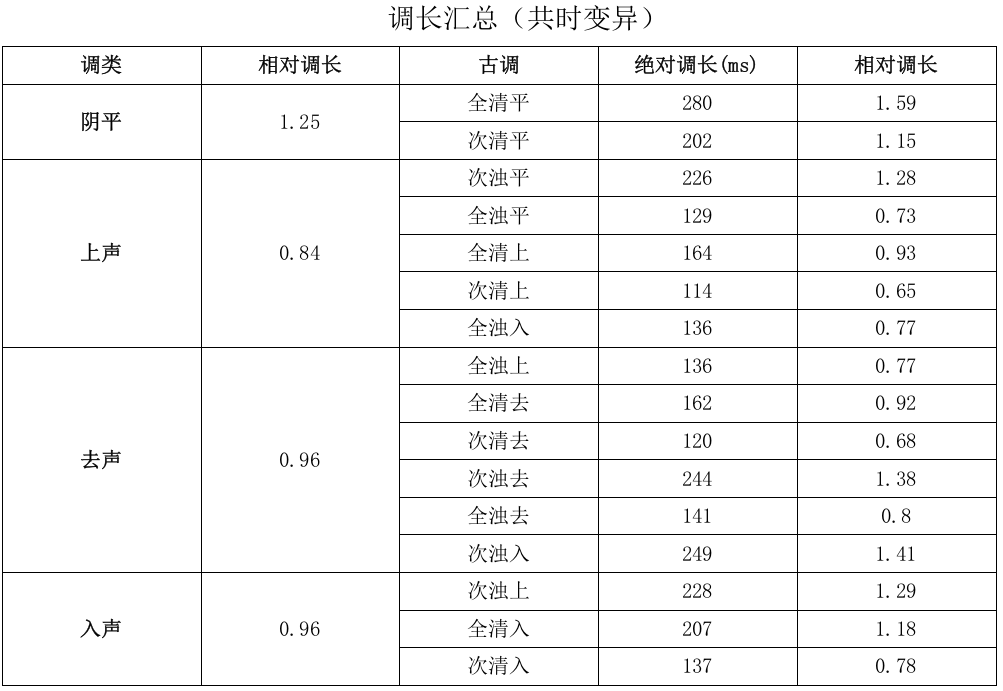 调长汇总（共时变异）
调类 相对调长 古调 绝对调长(ms) 相对调长
阴平 1.25 全清平 280 1.59
次清平 202 1.15
上声 0.84 次浊平 226 1.28
全浊平 129 0.73
全清上 164 0.93
次清上 114 0.65
全浊入 136 0.77
去声 0.96 全浊上 136 0.77
全清去 162 0.92
次清去 120 0.68
次浊去 244 1.38
全浊去 141 0.8
次浊入 249 1.41
入声 0.96 次浊上 228 1.29
全清入 207 1.18
次清入 137 0.78